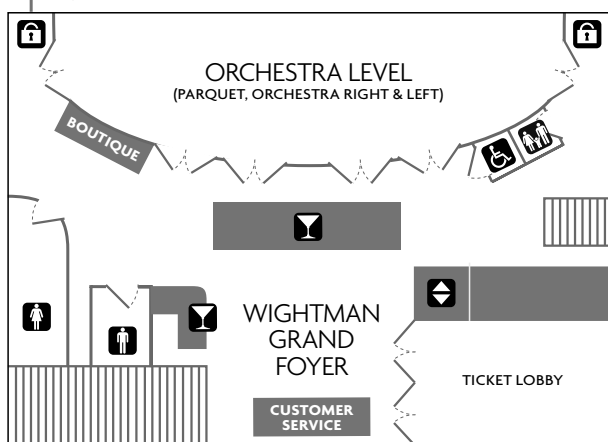 ORCHESTRA LEVEL
(PARQUET, ORCHESTRA RIGHT & LEFT)
BOUTIQUE
WIGHTMAN
GRAND
FOYER
TICKET LOBBY
CUSTOMER
SERVICE